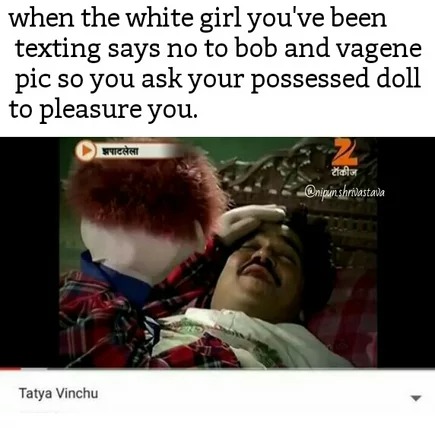 when the white girl you've been
texting says no to bob and vagene
pic so you ask your possessed doll
to pleasure you.
झपाटलेला
Z
टॉकीज
@nipun.shrivastava
Tatya Vinchu